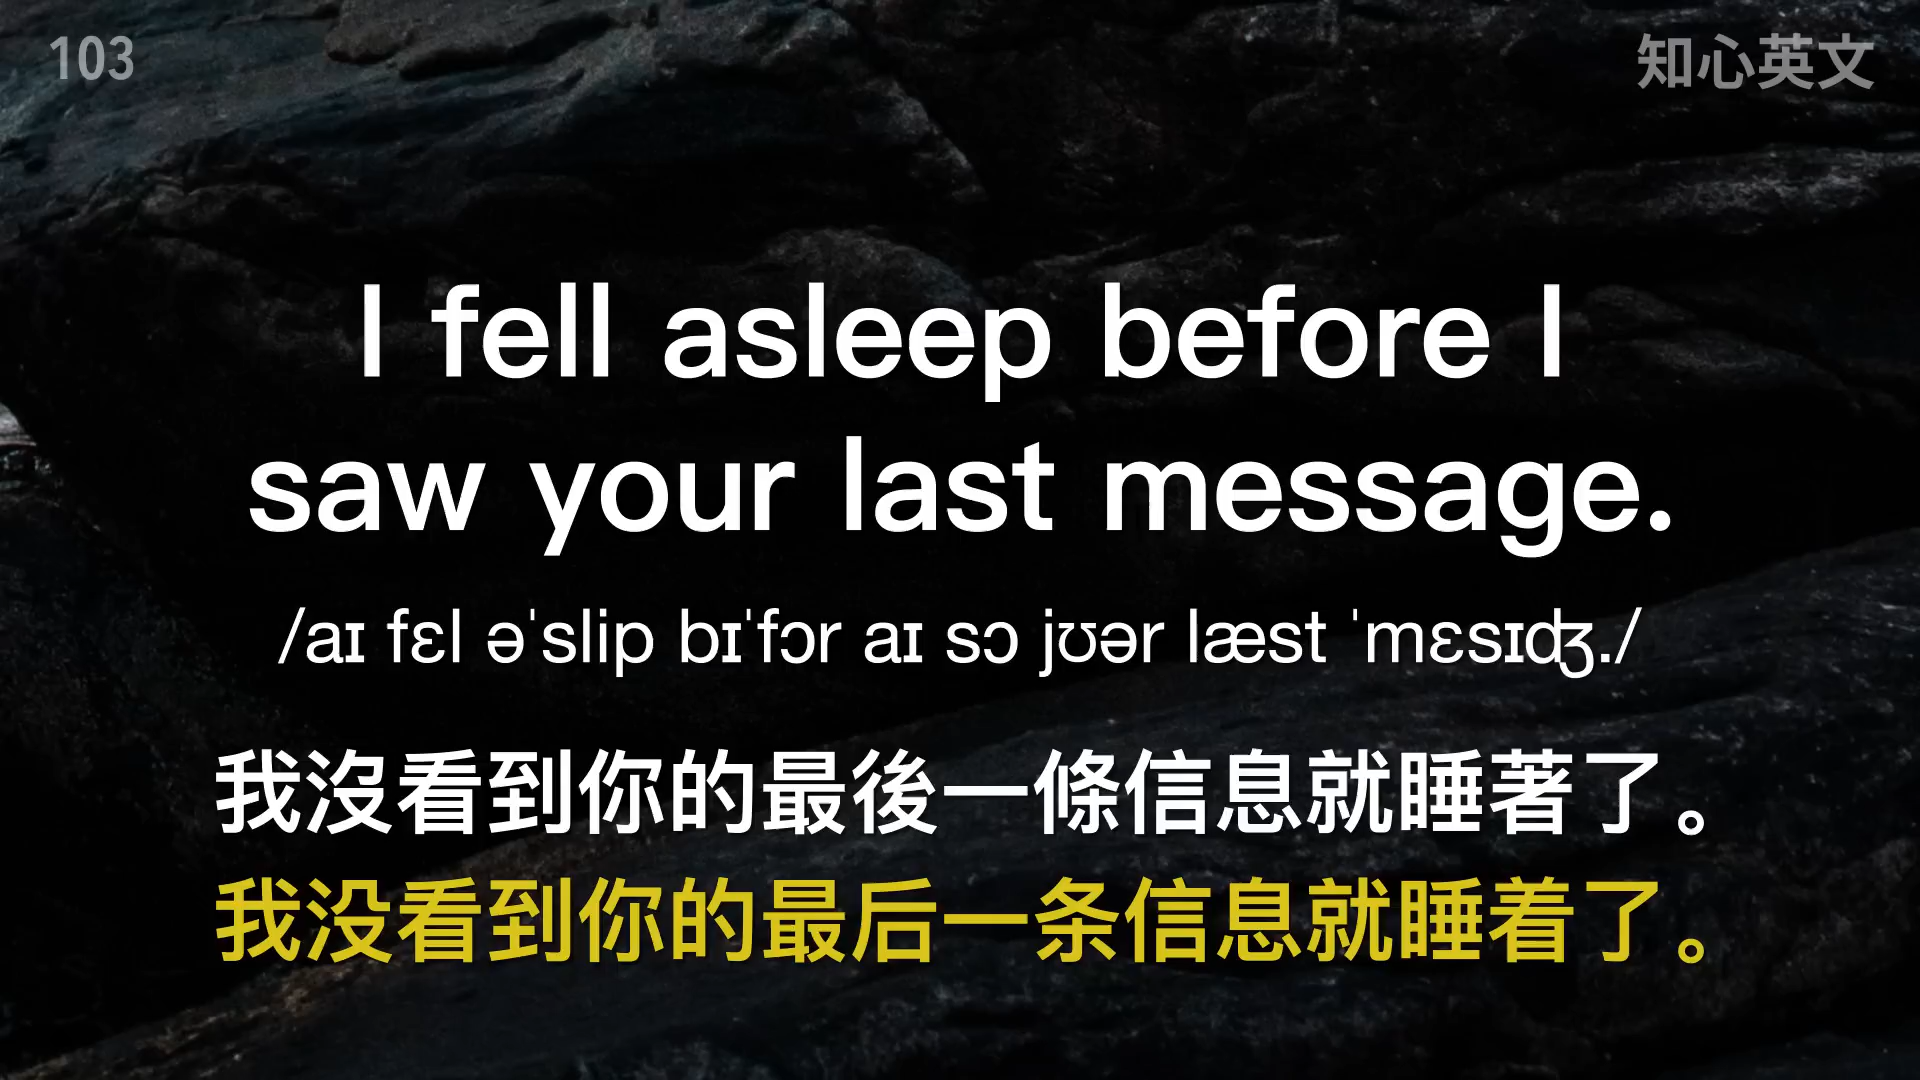 103
知心英文
I fell asleep before I
saw your last message.
/aɪ fɛl əˈslip bɪˈfɔr aɪ sɔ jʊər læst ˈmɛsɪʤ./
我沒看到你的最後一條信息就睡著了。
我没看到你的最后一条信息就睡着了。